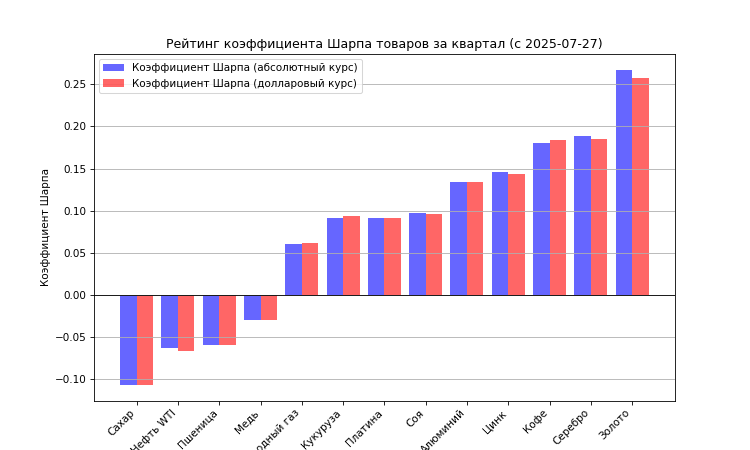 Рейтинг коэффициента Шарпа товаров за квартал (с 2025-07-27)
Коэффициент Шарпа (абсолютный курс)
Коэффициент Шарпа (долларовый курс)
Коэффициент Шарпа
0.25
0.20
0.15
0.10
0.05
0.00
−0.05
−0.10
Сахар
Нефть WTI
Пшеница
Медь
одный газ
Кукуруза
Платина
Соя
Алюминий
Цинк
Кофе
Серебро
Золото